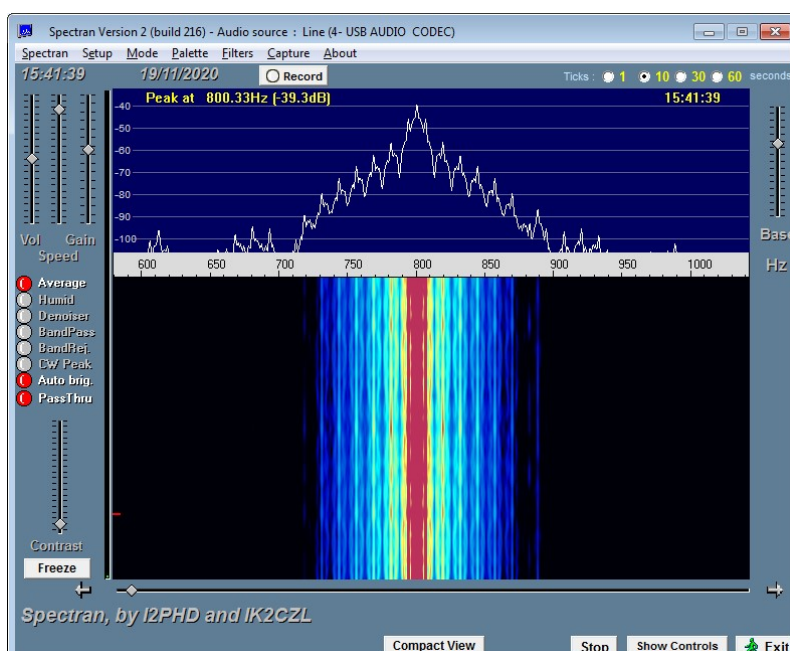 Spectran Version 2 (build 216) - Audio source : Line (4- USB AUDIO CODEC)
Spectran Setup Mode Palette Filters Capture About
15:41:39 19/11/2020 Record Ticks : 1 10 30 60 seconds
Peak at 800.33Hz (-39.3dB) 15:41:39
-40
-50
-60
-70
-80
-90
-100
Vol Gain
Speed
Base
600 650 700 750 800 850 900 950 1000 Hz
Average
Humid
Denoiser
BandPass
BandRej.
CW Peak
Auto brig.
PassThru
Contrast
Freeze
Spectran, by I2PHD and IK2CZL
Compact View Stop Show Controls Exit